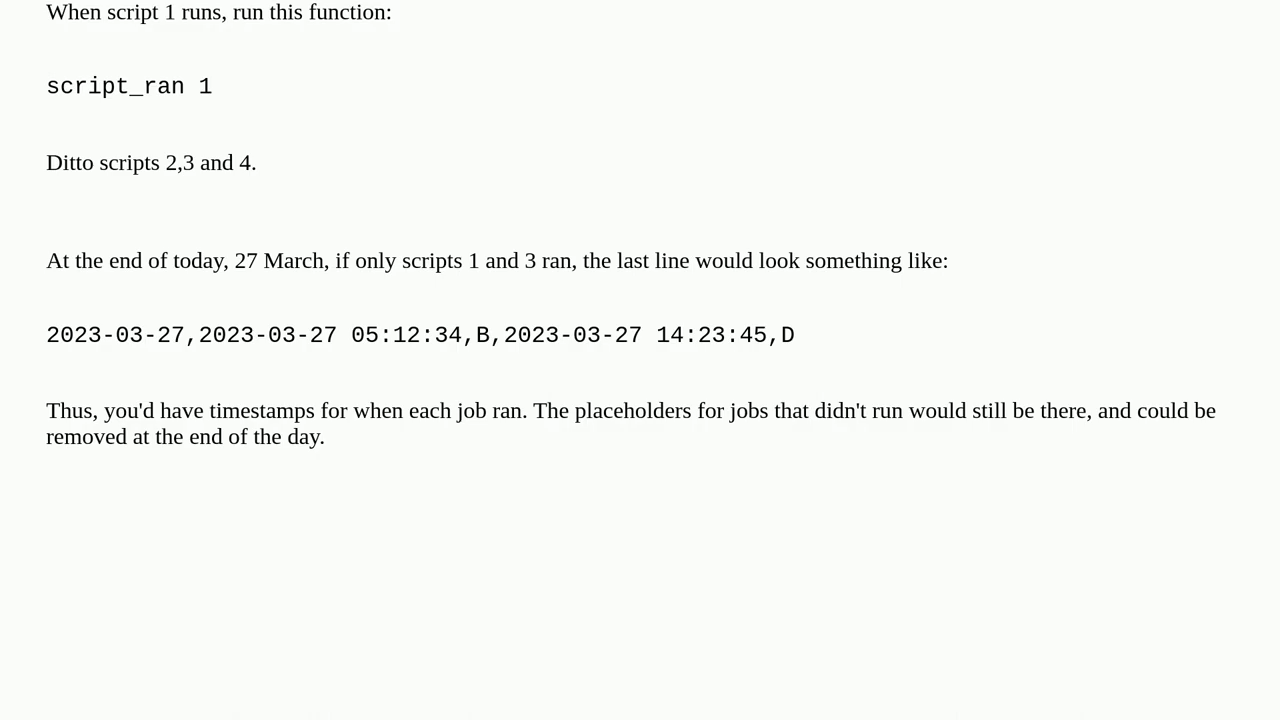 When script 1 runs, run this function:
script_ran 1
Ditto scripts 2,3 and 4.
At the end of today, 27 March, if only scripts 1 and 3 ran, the last line would look something like:
2023-03-27,2023-03-27 05:12:34,B,2023-03-27 14:23:45,D
Thus, you'd have timestamps for when each job ran. The placeholders for jobs that didn't run would still be there, and could be
removed at the end of the day.